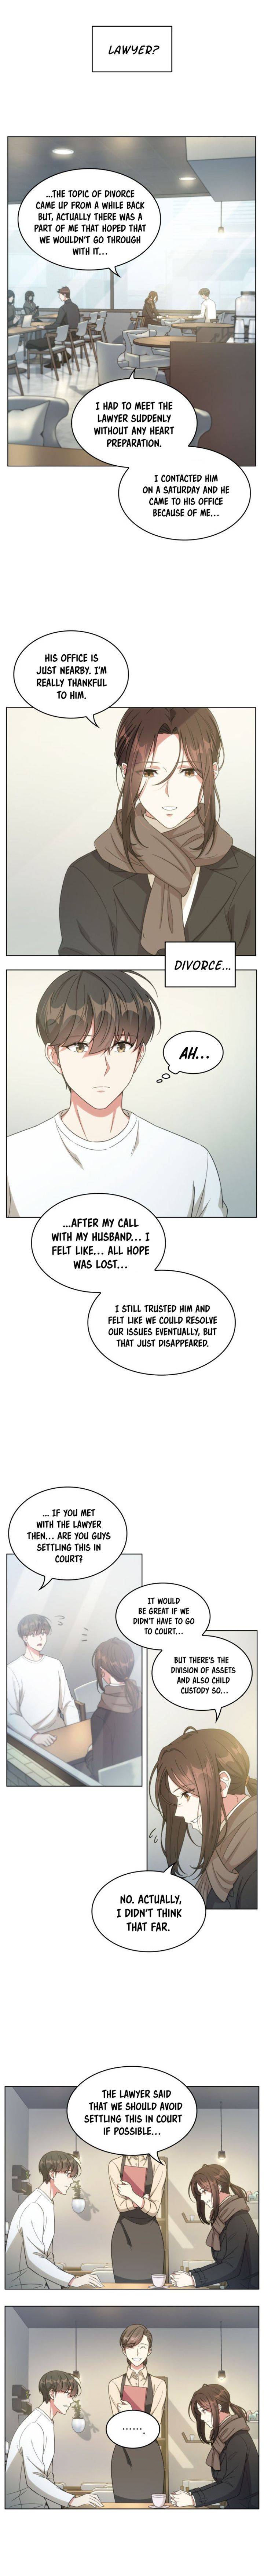 LAWYER?
...THE TOPIC OF DIVORCE
CAME UP FROM A WHILE BACK
BUT, ACTUALLY THERE WAS A
PART OF ME THAT HOPED THAT
WE WOULDN'T GO THROUGH
WITH IT...
I HAD TO MEET THE
LAWYER SUDDENLY
WITHOUT ANY HEART
PREPARATION.
I CONTACTED HIM
ON A SATURDAY AND HE
CAME TO HIS OFFICE
BECAUSE OF ME...
HIS OFFICE IS
JUST NEARBY. I'M
REALLY THANKFUL
TO HIM.
DIVORCE...
AH...
...AFTER MY CALL
WITH MY HUSBAND... I
FELT LIKE... ALL HOPE
WAS LOST...
I STILL TRUSTED HIM AND
FELT LIKE WE COULD RESOLVE
OUR ISSUES EVENTUALLY, BUT
THAT JUST DISAPPEARED.
... IF YOU MET
WITH THE LAWYER
THEN... ARE YOU GUYS
SETTLING THIS IN
COURT?
IT WOULD
BE GREAT IF WE
DIDN'T HAVE TO GO
TO COURT...
BUT THERE'S THE
DIVISION OF ASSETS
AND ALSO CHILD
CUSTODY SO...
NO. ACTUALLY,
I DIDN'T THINK
THAT FAR.
THE LAWYER SAID
THAT WE SHOULD AVOID
SETTLING THIS IN COURT
IF POSSIBLE...
.......